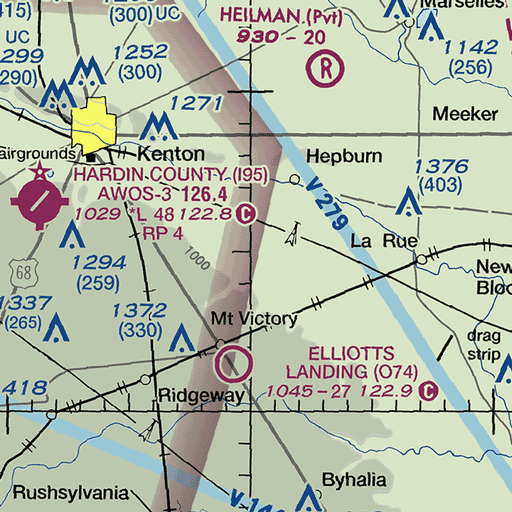 (300) UC
HEILMAN (Pvt)
930 - 20
R
Marselles
UC
299
290)
1252
(300)
1142
(256)
1271
Meeker
airgrounds
Kenton
Hepburn
1376
(403)
HARDIN COUNTY (I95)
AWOS-3 126.4
1029 *L 48 122.8 C
RP 4
V 279
La Rue
1000
68
1294
(259)
New
Bloo
1337
(265)
1372
(330)
Mt Victory
drag
strip
ELLIOTTS
LANDING (O74)
1045 - 27 122.9 C
418
Ridgeway
Byhalia
Rushsylvania